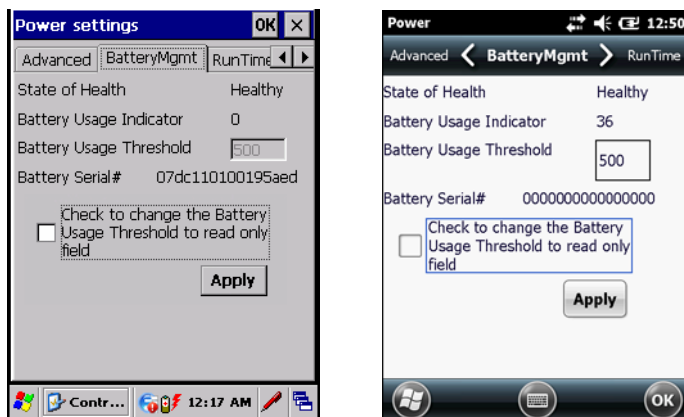 Power settings OK
Advanced BatteryMgmt RunTime
State of Health Healthy
Battery Usage Indicator 0
Battery Usage Threshold 500
Battery Serial# 07dc110100195aed
Check to change the Battery
Usage Threshold to read only
field
Apply
Contr... 12:17 AM
Power 12:50
Advanced BatteryMgmt RunTime
State of Health Healthy
Battery Usage Indicator 36
Battery Usage Threshold
500
Battery Serial# 0000000000000000
Check to change the Battery
Usage Threshold to read only
field
Apply
OK